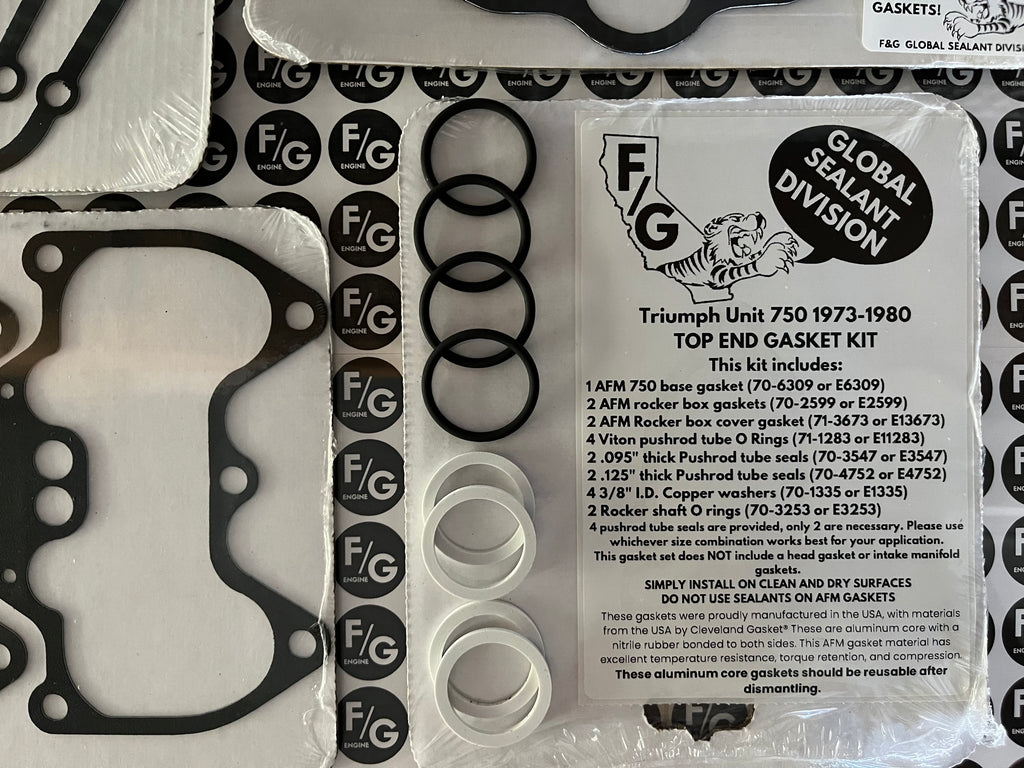 GASKETS!
F&G GLOBAL SEALANT DIVISI
F/G
ENGINE
F/G
GLOBAL
SEALANT
DIVISION
Triumph Unit 750 1973-1980
TOP END GASKET KIT
This kit includes:
1 AFM 750 base gasket (70-6309 or E6309)
2 AFM rocker box gaskets (70-2599 or E2599)
2 AFM Rocker box cover gasket (71-3673 or E13673)
4 Viton pushrod tube O Rings (71-1283 or E11283)
2 .095" thick Pushrod tube seals (70-3547 or E3547)
2 .125" thick Pushrod tube seals (70-4752 or E4752)
4 3/8" I.D. Copper washers (70-1335 or E1335)
2 Rocker shaft O rings (70-3253 or E3253)
4 pushrod tube seals are provided, only 2 are necessary. Please use
whichever size combination works best for your application.
This gasket set does NOT include a head gasket or intake manifold
gaskets.
SIMPLY INSTALL ON CLEAN AND DRY SURFACES
DO NOT USE SEALANTS ON AFM GASKETS
These gaskets were proudly manufactured in the USA, with materials
from the USA by Cleveland Gasket® These are aluminum core with a
nitrile rubber bonded to both sides. This AFM gasket material has
excellent temperature resistance, torque retention, and compression.
These aluminum core gaskets should be reusable after
dismantling.